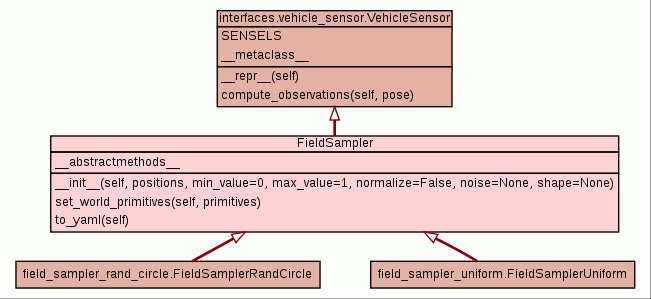 interfaces.vehicle_sensor.VehicleSensor
SENSELS
__metaclass__
__repr__(self)
compute_observations(self, pose)
FieldSampler
__abstractmethods__
__init__(self, positions, min_value=0, max_value=1, normalize=False, noise=None, shape=None)
set_world_primitives(self, primitives)
to_yaml(self)
field_sampler_rand_circle.FieldSamplerRandCircle
field_sampler_uniform.FieldSamplerUniform